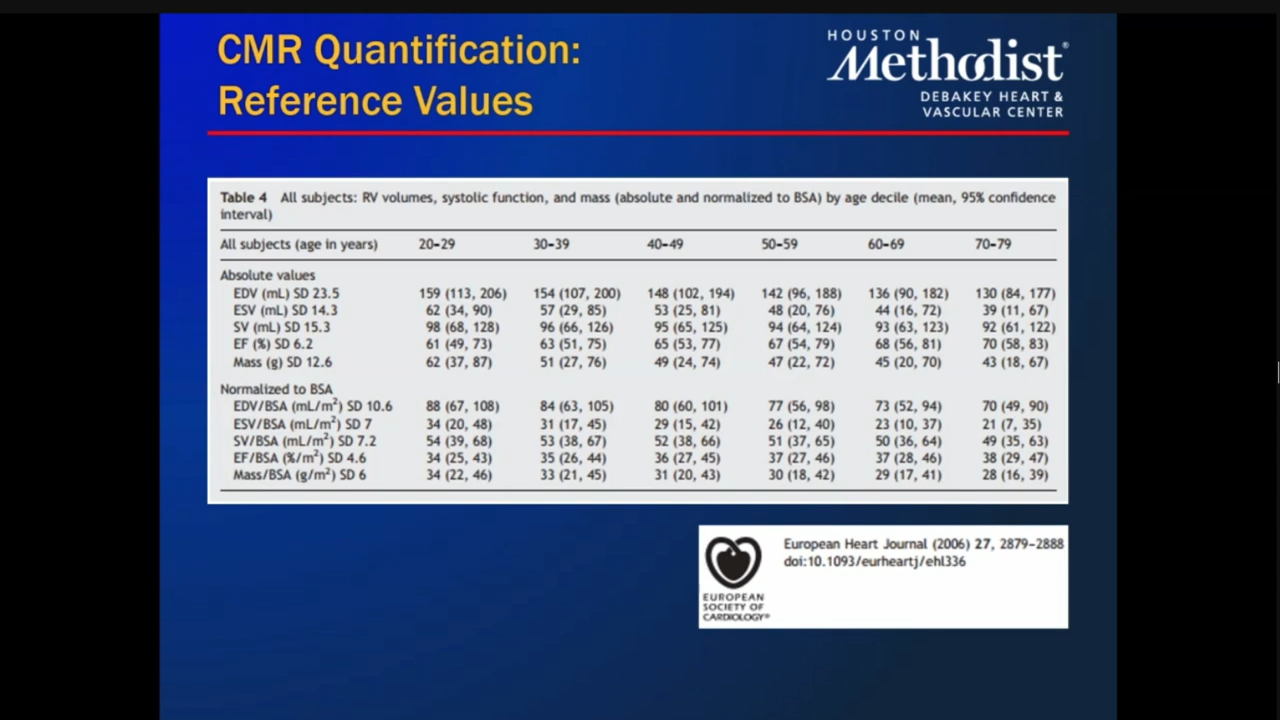 CMR Quantification:
Reference Values
HOUSTON
Methodist®
DEBAKEY HEART &
VASCULAR CENTER
Table 4 All subjects: RV volumes, systolic function, and mass (absolute and normalized to BSA) by age decile (mean, 95% confidence
interval)
All subjects (age in years) 20–29 30–39 40–49 50–59 60–69 70–79
Absolute values
EDV (mL) SD 23.5 159 (113, 206) 154 (107, 200) 148 (102, 194) 142 (96, 188) 136 (90, 182) 130 (84, 177)
ESV (mL) SD 14.3 62 (34, 90) 57 (29, 85) 53 (25, 81) 48 (20, 76) 44 (16, 72) 39 (11, 67)
SV (mL) SD 15.3 98 (68, 128) 96 (66, 126) 95 (65, 125) 94 (64, 124) 93 (63, 123) 92 (61, 122)
EF (%) SD 6.2 61 (49, 73) 63 (51, 75) 65 (53, 77) 67 (54, 79) 68 (56, 81) 70 (58, 83)
Mass (g) SD 12.6 62 (37, 87) 51 (27, 76) 49 (24, 74) 47 (22, 72) 45 (20, 70) 43 (18, 67)
Normalized to BSA
EDV/BSA (mL/m²) SD 10.6 88 (67, 108) 84 (63, 105) 80 (60, 101) 77 (56, 98) 73 (52, 94) 70 (49, 90)
ESV/BSA (mL/m²) SD 7 34 (20, 48) 31 (17, 45) 29 (15, 42) 26 (12, 40) 23 (10, 37) 21 (7, 35)
SV/BSA (mL/m²) SD 7.2 54 (39, 68) 53 (38, 67) 52 (38, 66) 51 (37, 65) 50 (36, 64) 49 (35, 63)
EF/BSA (%/m²) SD 4.6 34 (25, 43) 35 (26, 44) 36 (27, 45) 37 (27, 46) 37 (28, 46) 38 (29, 47)
Mass/BSA (g/m²) SD 6 34 (22, 46) 33 (21, 45) 31 (20, 43) 30 (18, 42) 29 (17, 41) 28 (16, 39)
European Heart Journal (2006) 27, 2879–2888
doi:10.1093/eurheartj/ehl336
EUROPEAN
SOCIETY OF
CARDIOLOGY®